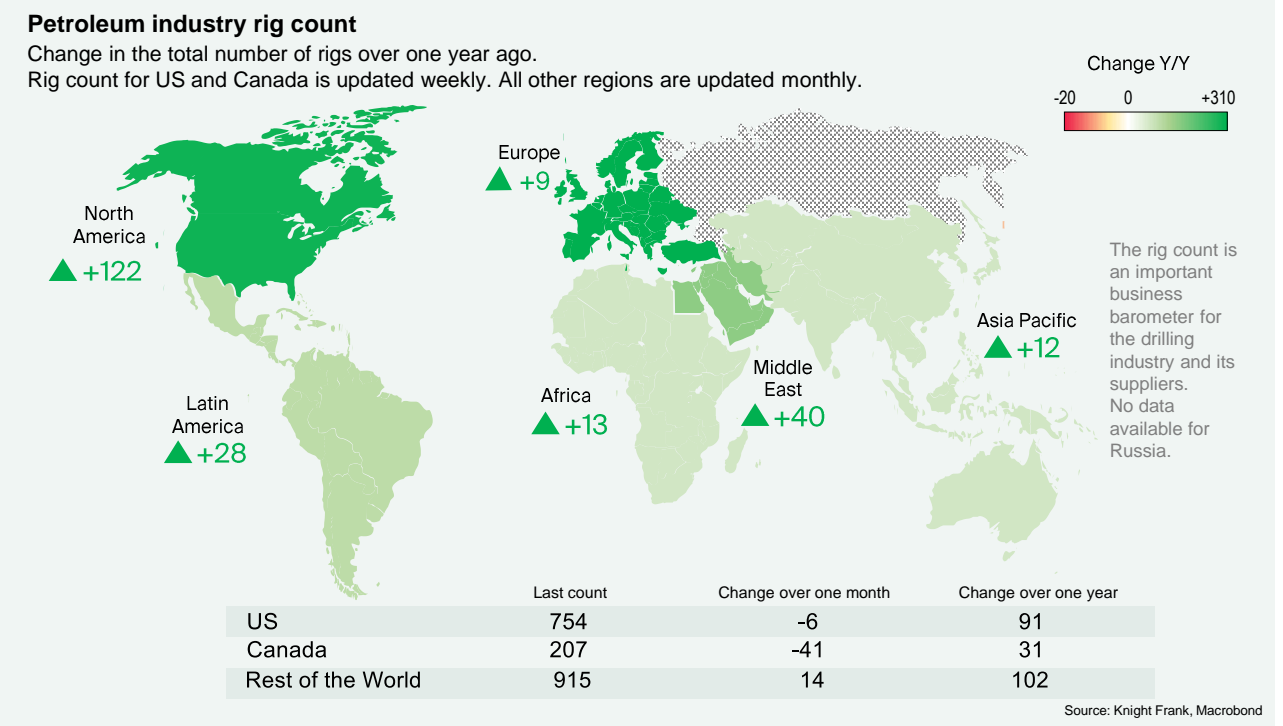 Petroleum industry rig count
Change in the total number of rigs over one year ago.
Rig count for US and Canada is updated weekly. All other regions are updated monthly.
Change Y/Y
-20 0 +310
Europe
+9
North
America
+122
The rig count is
an important
business
barometer for
the drilling
industry and its
suppliers.
No data
available for
Russia.
Asia Pacific
+12
Middle
East
+40
Africa
+13
Latin
America
+28
Last count Change over one month Change over one year
US 754 -6 91
Canada 207 -41 31
Rest of the World 915 14 102
Source: Knight Frank, Macrobond